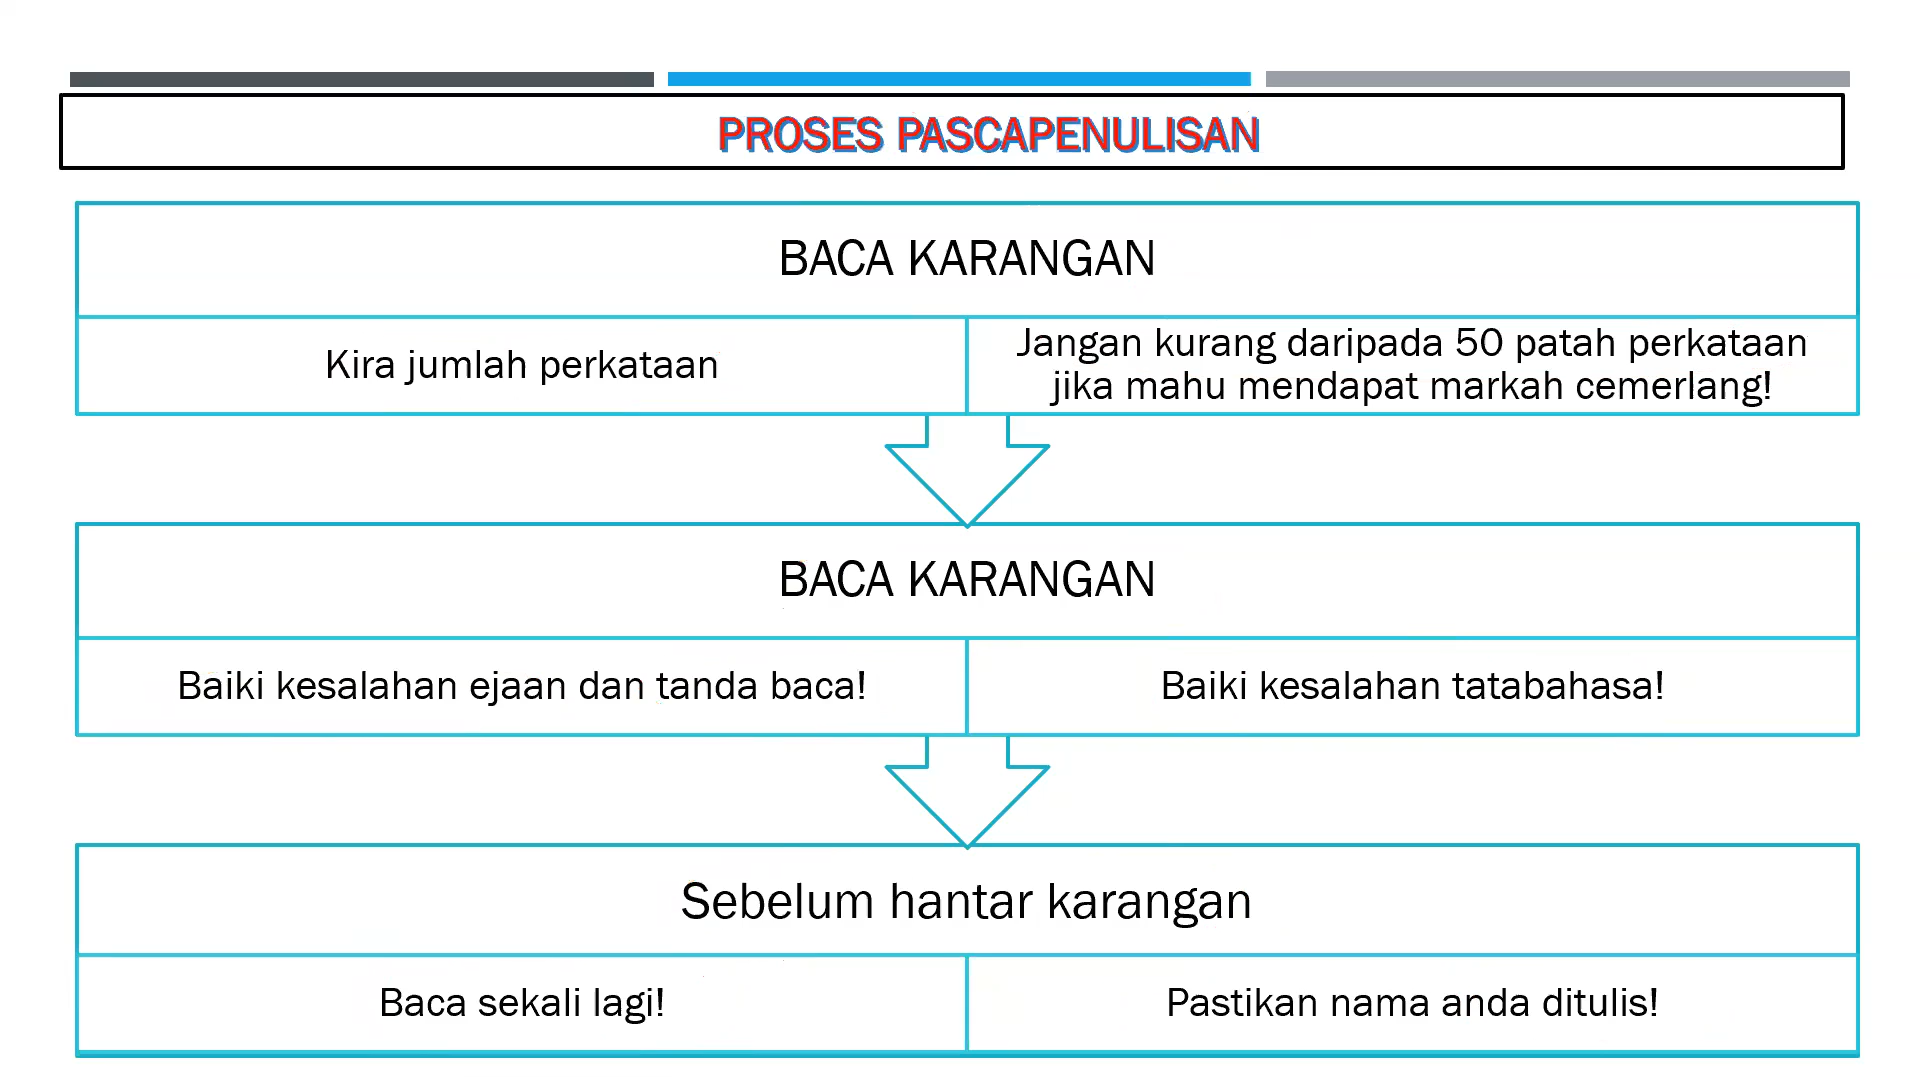 PROSES PASCAPENULISAN
BACA KARANGAN
Kira jumlah perkataan
Jangan kurang daripada 50 patah perkataan
jika mahu mendapat markah cemerlang!
BACA KARANGAN
Baiki kesalahan ejaan dan tanda baca!
Baiki kesalahan tatabahasa!
Sebelum hantar karangan
Baca sekali lagi!
Pastikan nama anda ditulis!